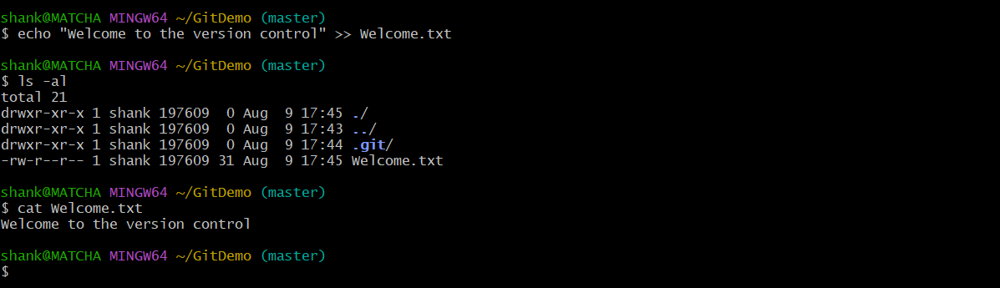 shank@MATCHA MINGW64 ~/GitDemo (master)
$ echo "Welcome to the version control" >> Welcome.txt
shank@MATCHA MINGW64 ~/GitDemo (master)
$ ls -al
total 21
drwxr-xr-x 1 shank 197609  0 Aug  9 17:45 ./
drwxr-xr-x 1 shank 197609  0 Aug  9 17:43 ../
drwxr-xr-x 1 shank 197609  0 Aug  9 17:44 .git/
-rw-r--r-- 1 shank 197609 31 Aug  9 17:45 Welcome.txt
shank@MATCHA MINGW64 ~/GitDemo (master)
$ cat Welcome.txt
Welcome to the version control
shank@MATCHA MINGW64 ~/GitDemo (master)
$